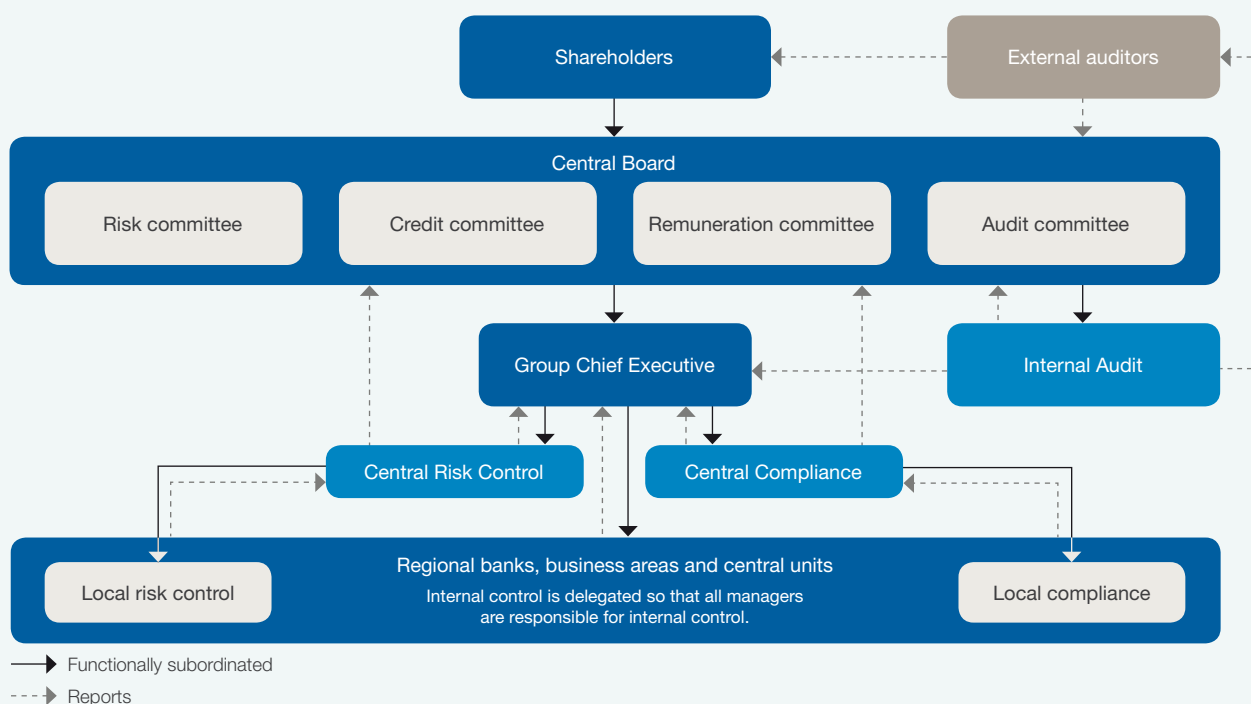 Shareholders
External auditors
Central Board
Risk committee
Credit committee
Remuneration committee
Audit committee
Group Chief Executive
Internal Audit
Central Risk Control
Central Compliance
Regional banks, business areas and central units
Internal control is delegated so that all managers
are responsible for internal control.
Local risk control
Local compliance
Functionally subordinated
Reports